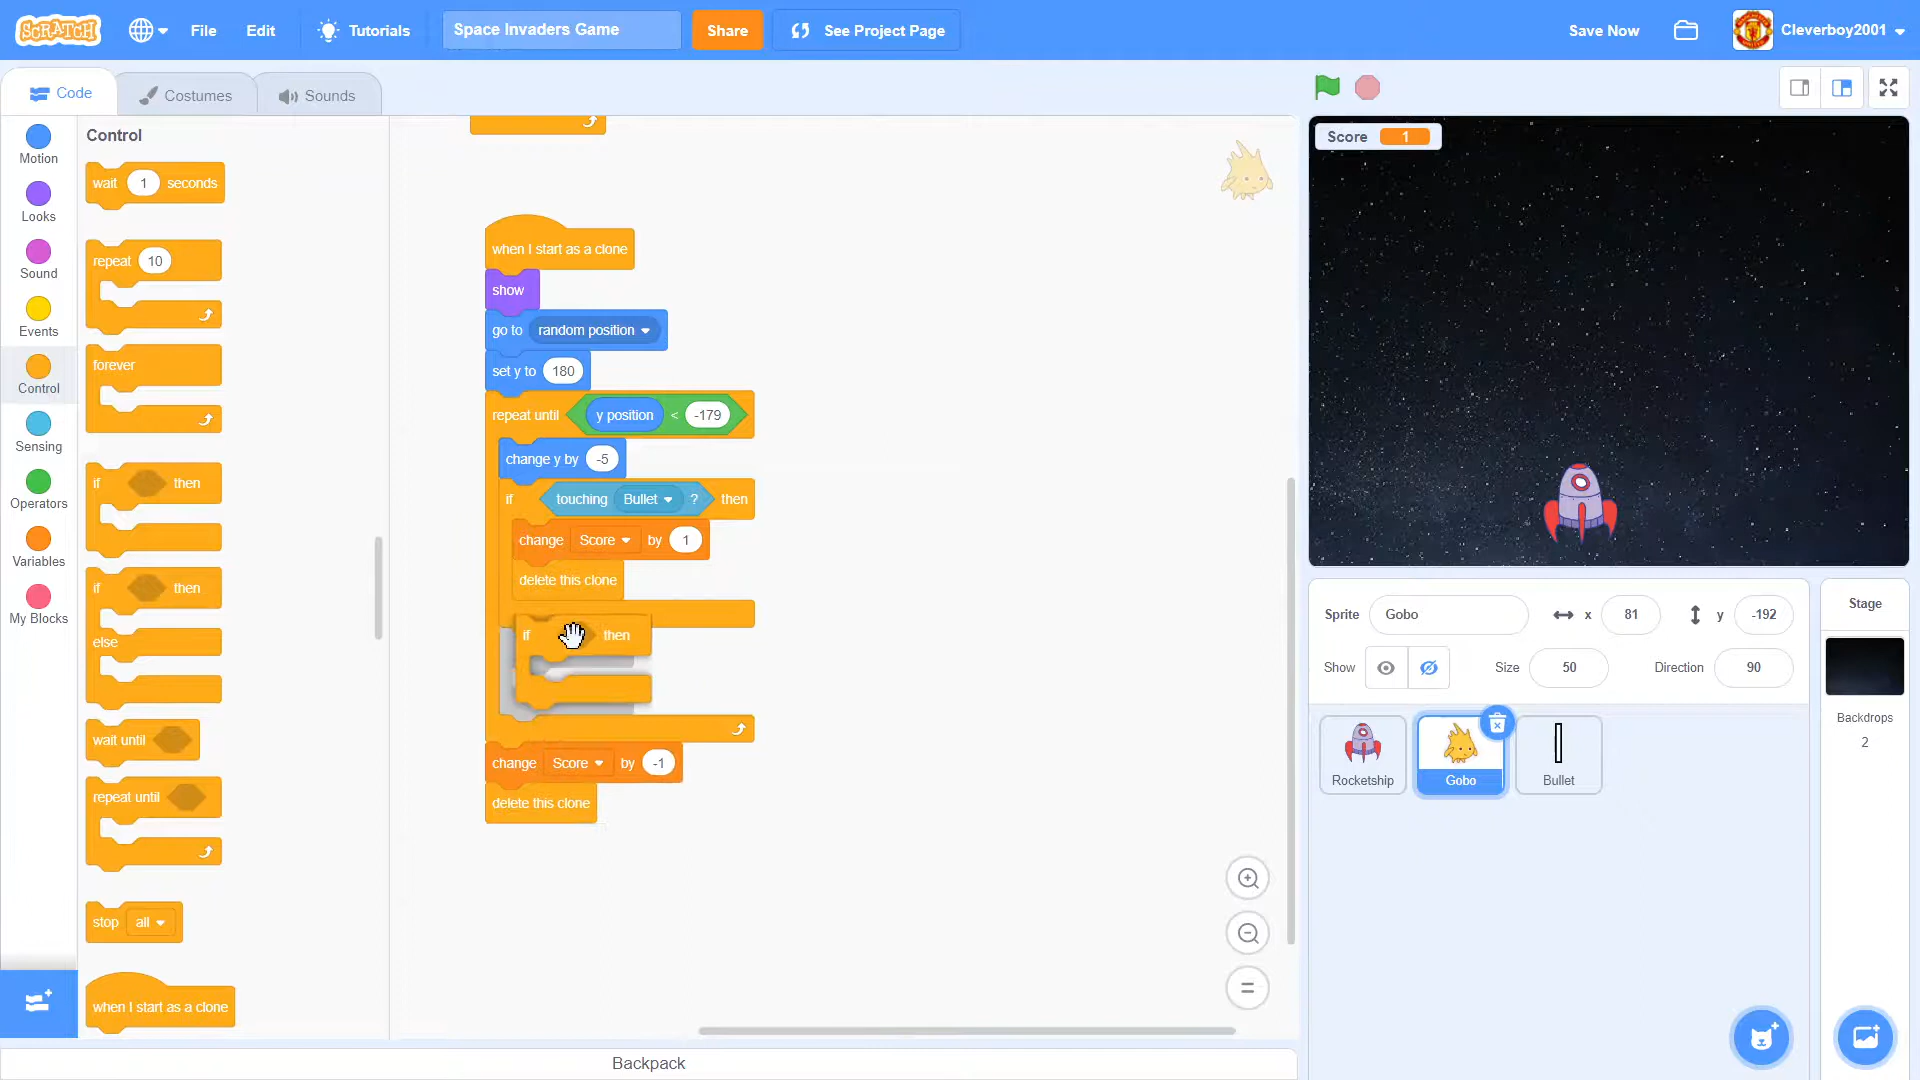 SCRATCH
File
Edit
Tutorials
Space Invaders Game
Share
See Project Page
Save Now
Cleverboy2001
Code
Costumes
Sounds
Motion
Looks
Sound
Events
Control
Sensing
Operators
Variables
My Blocks
Control
wait 1 seconds
repeat 10
forever
if then
if then
else
wait until
repeat until
stop all
when I start as a clone
when I start as a clone
show
go to random position
set y to 180
repeat until y position < -179
change y by -5
if touching Bullet ? then
change Score by 1
delete this clone
if then
change Score by -1
delete this clone
Backpack
Score 1
Sprite Gobo x 81 y -192
Show Size 50 Direction 90
Rocketship
Gobo
Bullet
Stage
Backdrops
2